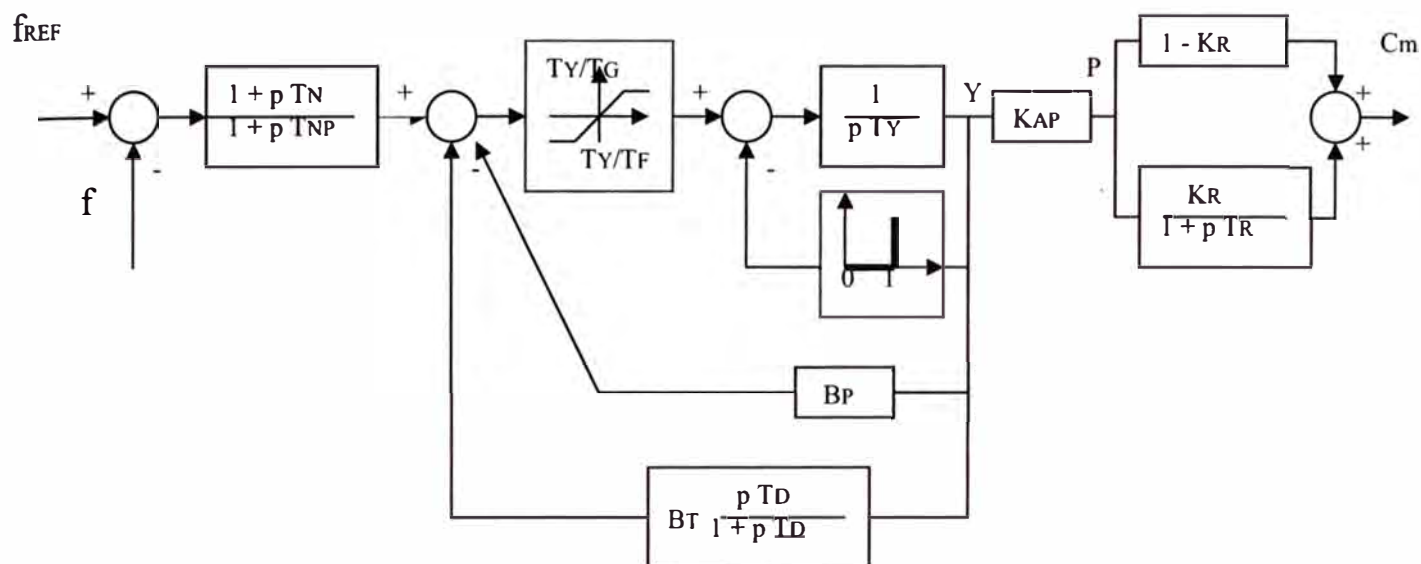 fREF
+
-
f
1 + p TN
1 + p TNP
+
-
-
TY/TG
TY/TF
+
-
1
p TY
Y
KAP
P
0 1
BP
BT
p TD
1 + p TD
1 - KR
KR
1 + p TR
+
+
Cm